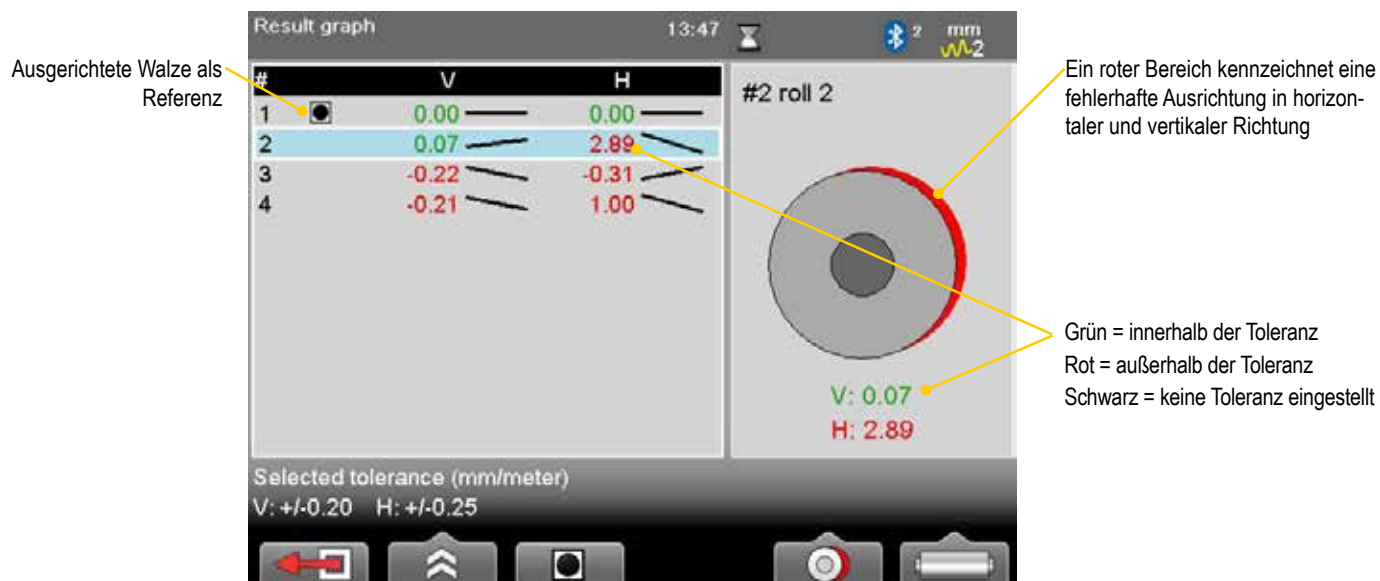 Result graph 13:47 2 mm
2
Ausgerichtete Walze als
Referenz
# V H
1 0.00 0.00
2 0.07 2.89
3 -0.22 -0.31
4 -0.21 1.00
#2 roll 2
V: 0.07
H: 2.89
Ein roter Bereich kennzeichnet eine
fehlerhafte Ausrichtung in horizon-
taler und vertikaler Richtung
Grün = innerhalb der Toleranz
Rot = außerhalb der Toleranz
Schwarz = keine Toleranz eingestellt
Selected tolerance (mm/meter)
V: +/-0.20 H: +/-0.25